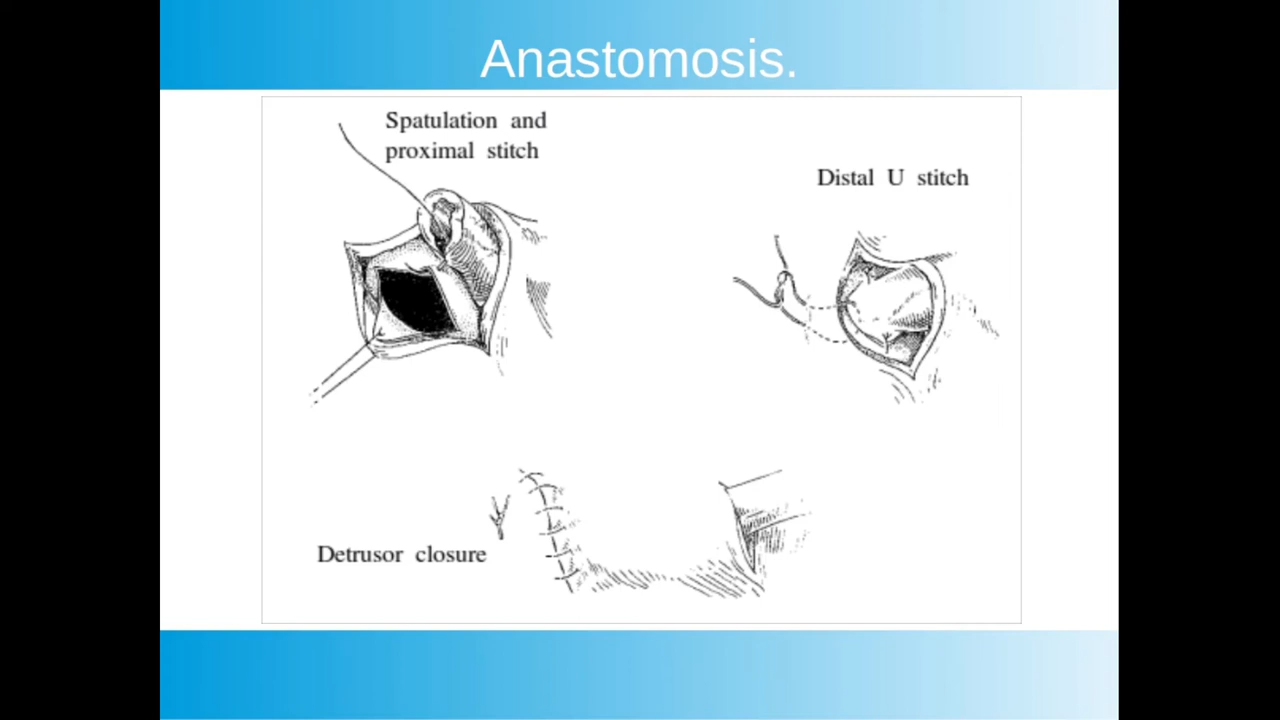 Anastomosis.
Spatulation and
proximal stitch
Distal U stitch
Detrusor closure